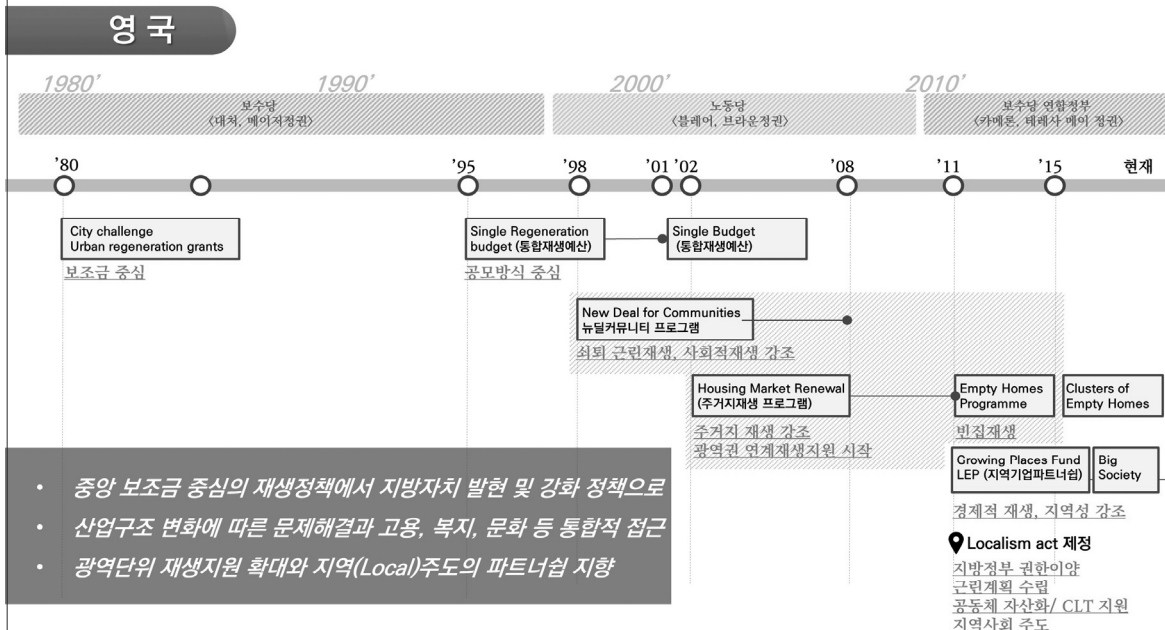 영국
1980’ 1990’ 2000’ 2010’
보수당
<대처, 메이저정권>
노동당
<블레어, 브라운정권>
보수당 연합정부
<카메론, 테레사 메이 정권>
’80 ’95 ’98 ’01 ’02 ’08 ’11 ’15 현재
City challenge
Urban regeneration grants
보조금 중심
Single Regeneration
budget (통합재생예산)
공모방식 중심
Single Budget
(통합재생예산)
New Deal for Communities
뉴딜커뮤니티 프로그램
쇠퇴 근린재생, 사회적재생 강조
Housing Market Renewal
(주거지재생 프로그램)
주거지 재생 강조
광역권 연계재생지원 시작
Empty Homes
Programme
빈집재생
Clusters of
Empty Homes
Growing Places Fund
LEP (지역기업파트너쉽)
Big
Society
경제적 재생, 지역성 강조
Localism act 제정
지방정부 권한이양
근린계획 수립
공동체 자산화/ CLT 지원
지역사회 주도
• 중앙 보조금 중심의 재생정책에서 지방자치 발현 및 강화 정책으로
• 산업구조 변화에 따른 문제해결과 고용, 복지, 문화 등 통합적 접근
• 광역단위 재생지원 확대와 지역(Local)주도의 파트너쉽 지향